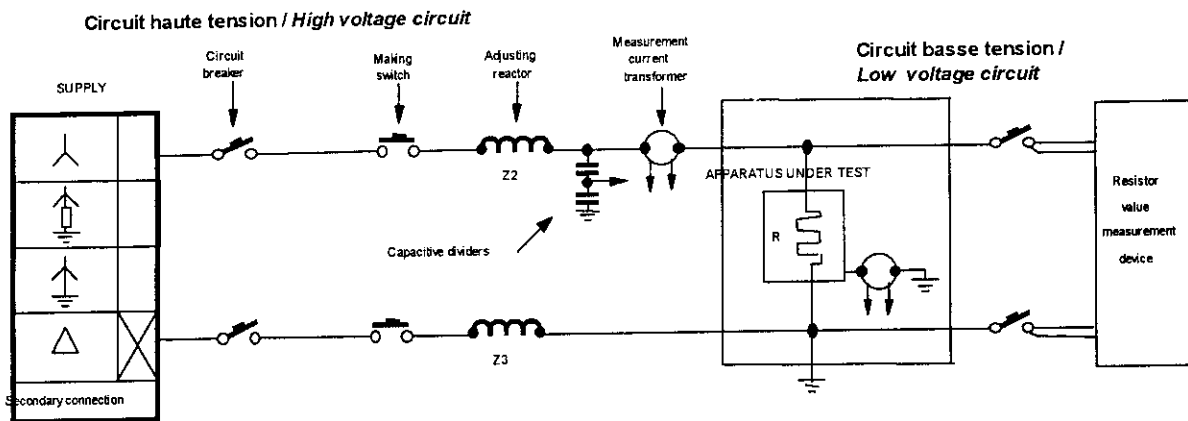 Circuit haute tension / High voltage circuit
Circuit
breaker
Making
switch
Adjusting
reactor
Measurement
current
transformer
Circuit basse tension /
Low voltage circuit
SUPPLY
Z2
APPARATUS UNDER TEST
Resistor
value
measurement
device
R
Capacitive dividers
Z3
Secondary connection